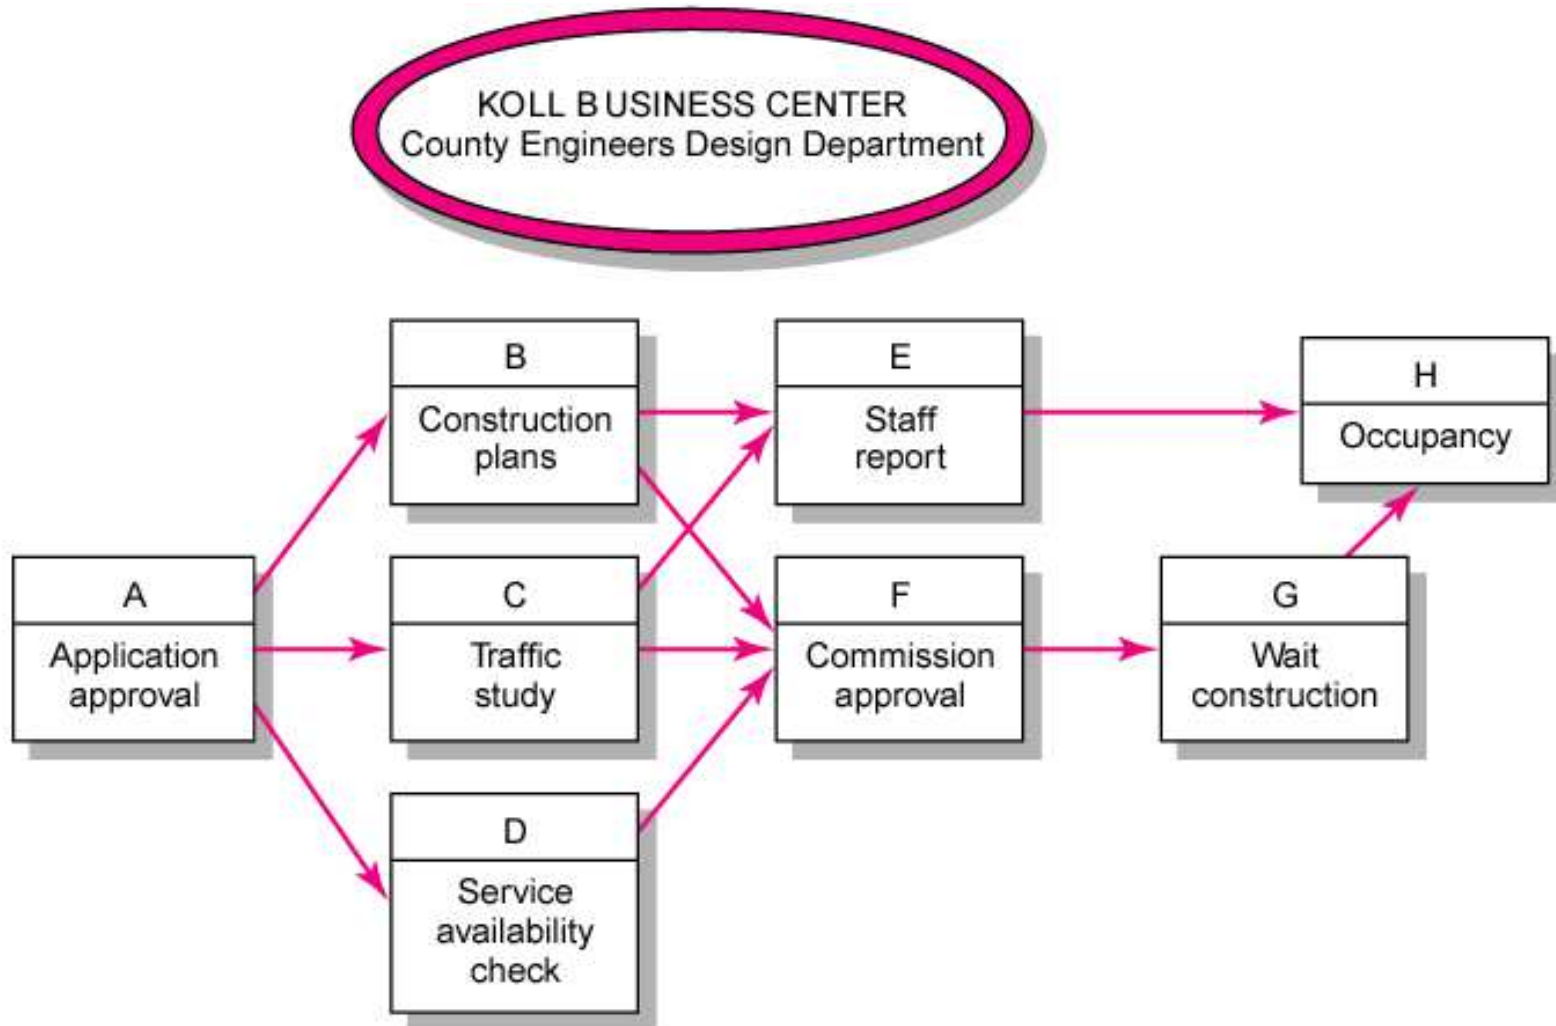 KOLL BUSINESS CENTER
County Engineers Design Department
B
Construction
plans
E
Staff
report
H
Occupancy
A
Application
approval
C
Traffic
study
F
Commission
approval
G
Wait
construction
D
Service
availability
check